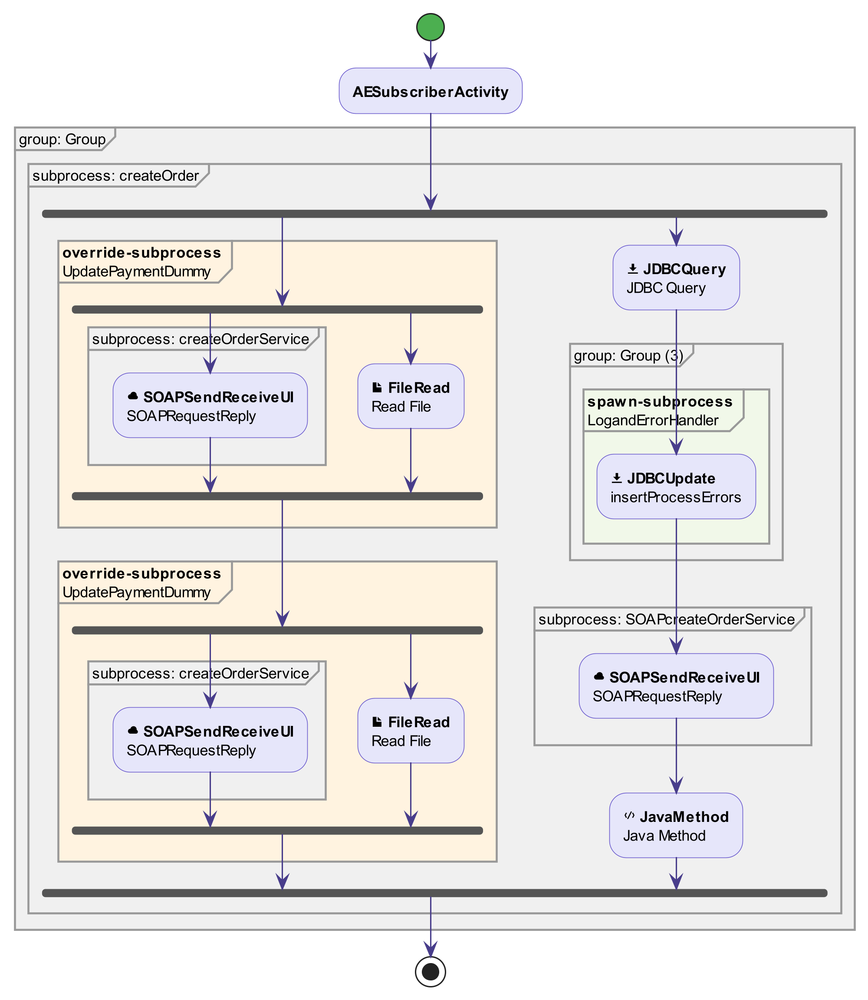 AESubscriberActivity
group: Group
subprocess: createOrder
override-subprocess
UpdatePaymentDummy
subprocess: createOrderService
SOAPSendReceiveUI
SOAPRequestReply
FileRead
Read File
override-subprocess
UpdatePaymentDummy
subprocess: createOrderService
SOAPSendReceiveUI
SOAPRequestReply
FileRead
Read File
JDBCQuery
JDBC Query
group: Group (3)
spawn-subprocess
LogandErrorHandler
JDBCUpdate
insertProcessErrors
subprocess: SOAPcreateOrderService
SOAPSendReceiveUI
SOAPRequestReply
JavaMethod
Java Method